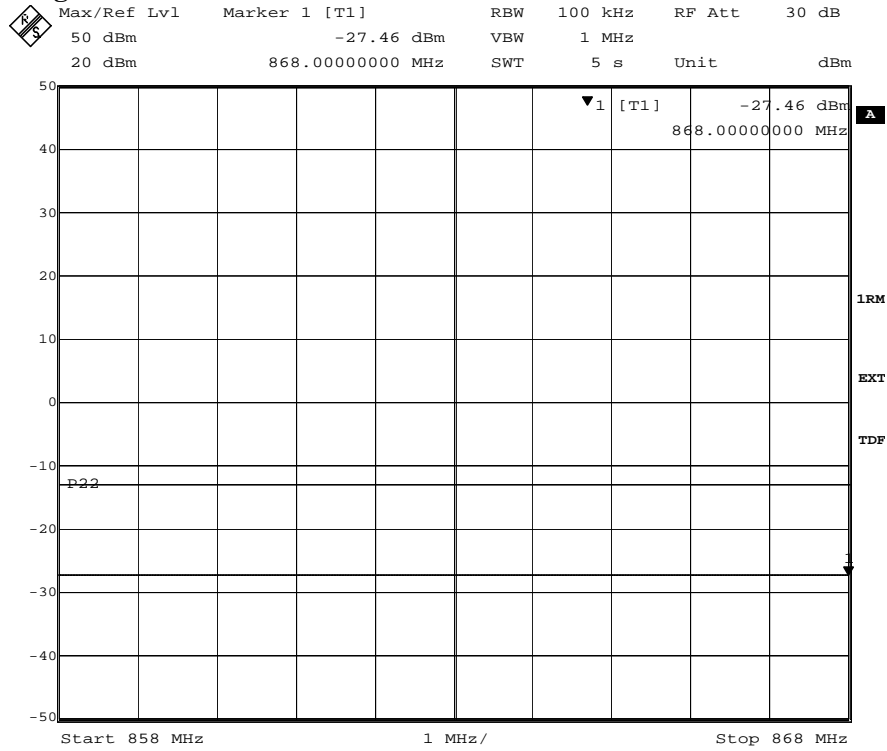 R S
Max/Ref Lvl Marker 1 [T1] RBW 100 kHz RF Att 30 dB
50 dBm -27.46 dBm VBW 1 MHz
20 dBm 868.00000000 MHz SWT 5 s Unit dBm
1 [T1] -27.46 dBm
868.00000000 MHz
A
50
40
30
20
1RM
10
EXT
0
TDF
-10
P22
-20
1
-30
-40
-50
Start 858 MHz 1 MHz/ Stop 868 MHz